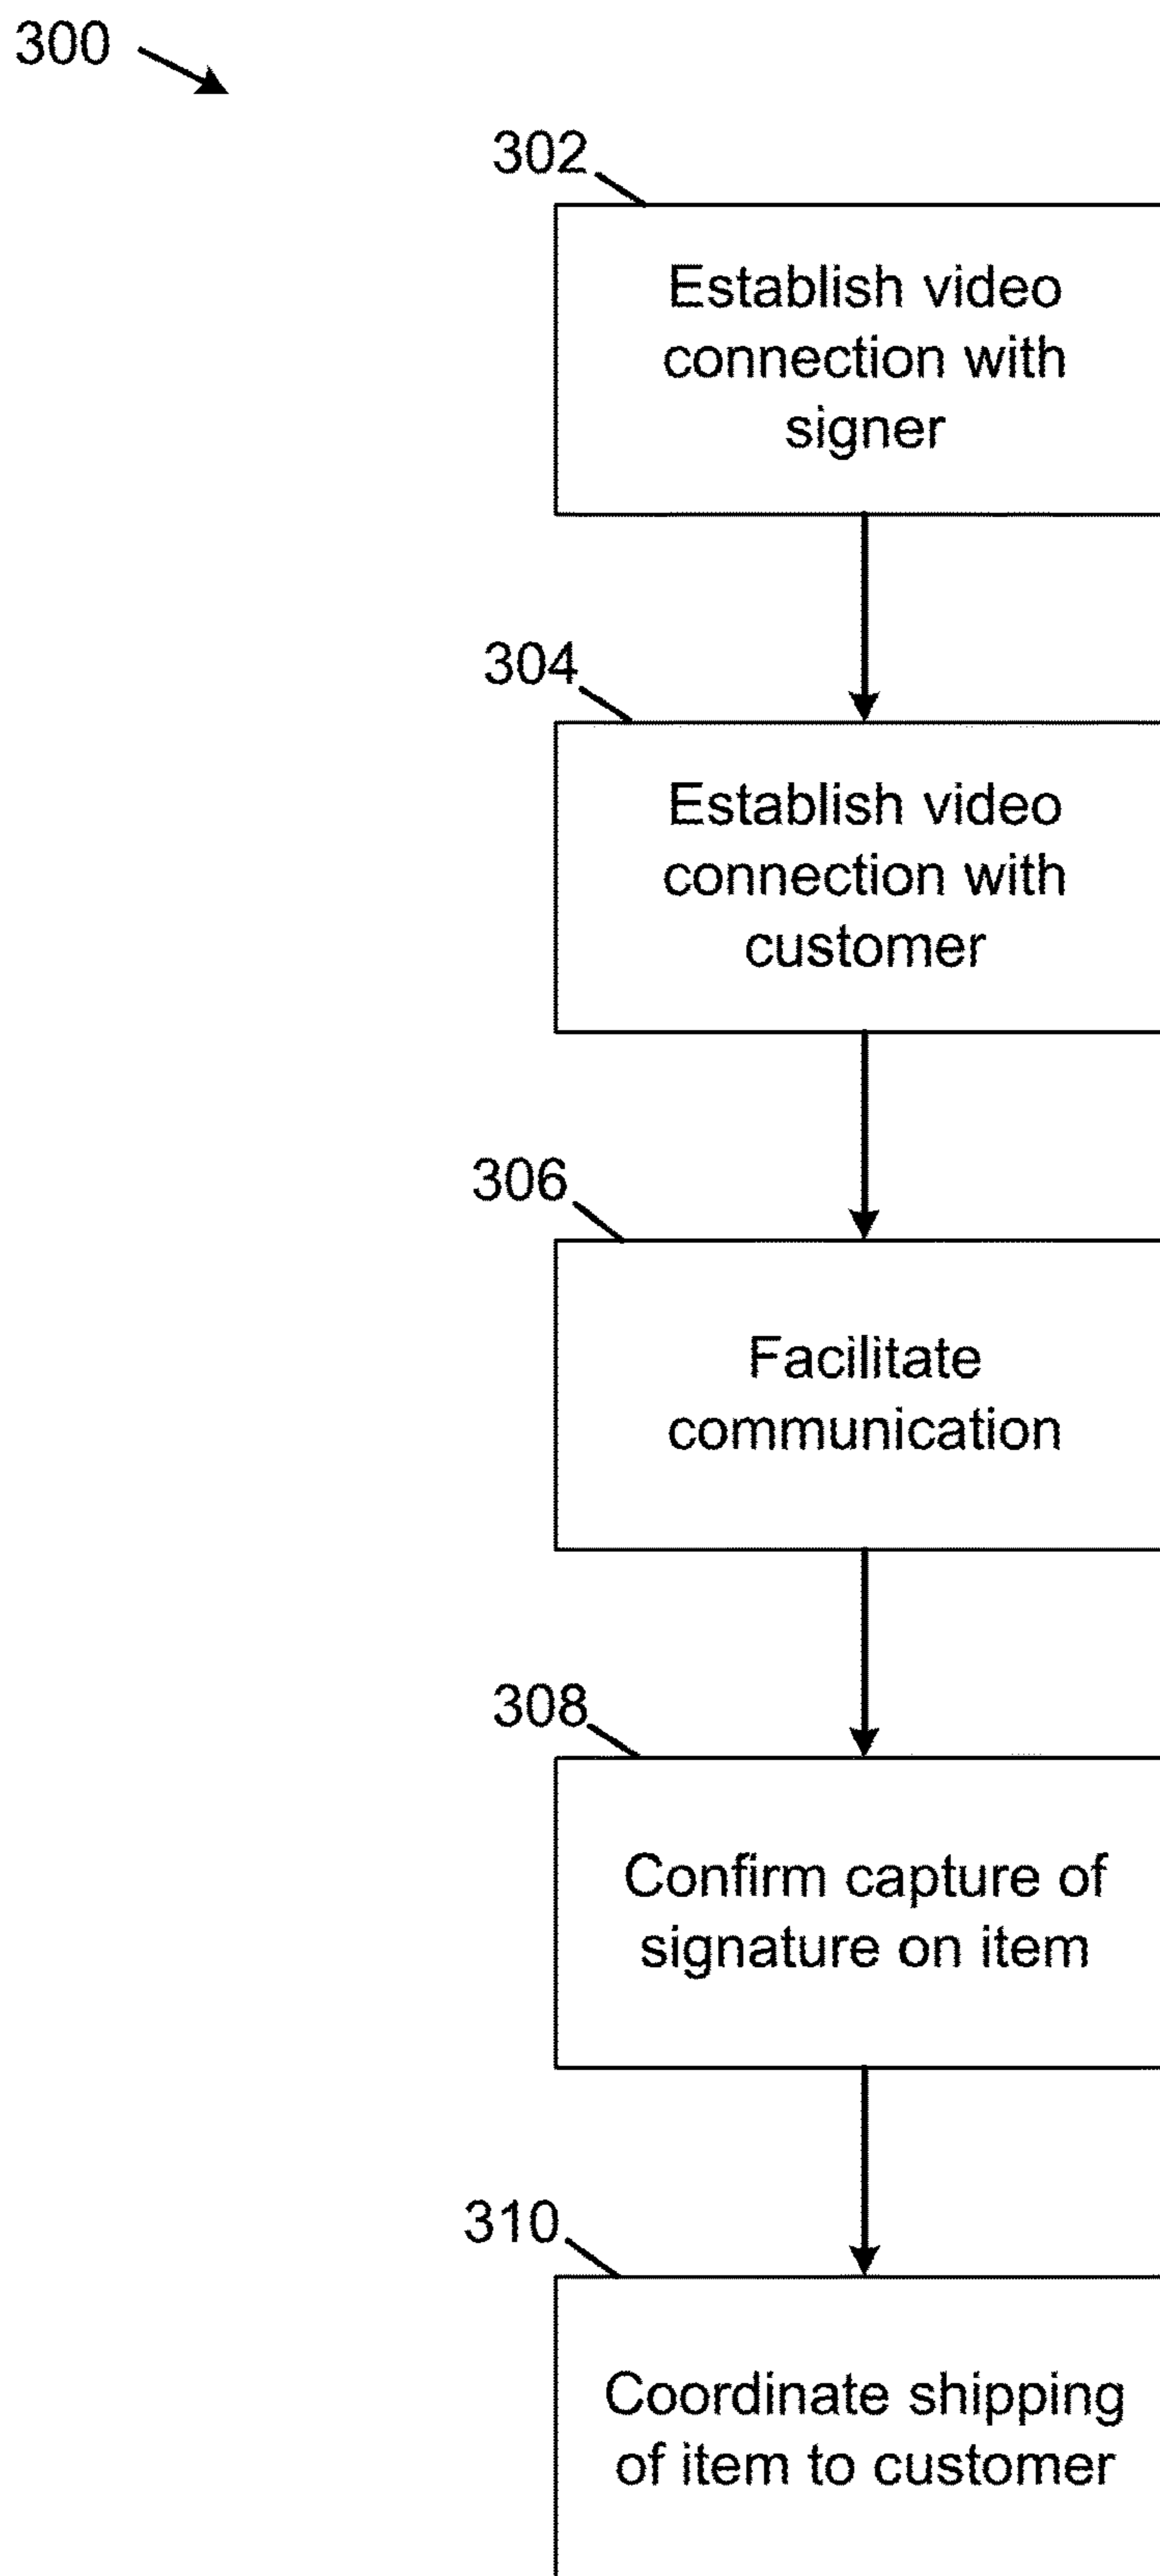 300
302
Establish video
connection with
signer
304
Establish video
connection with
customer
306
Facilitate
communication
308
Confirm capture of
signature on item
310
Coordinate shipping
of item to customer